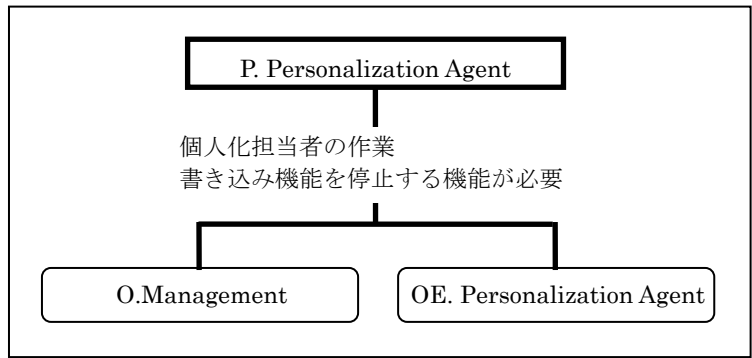 P. Personalization Agent
個人化担当者の作業
書き込み機能を停止する機能が必要
O.Management
OE. Personalization Agent